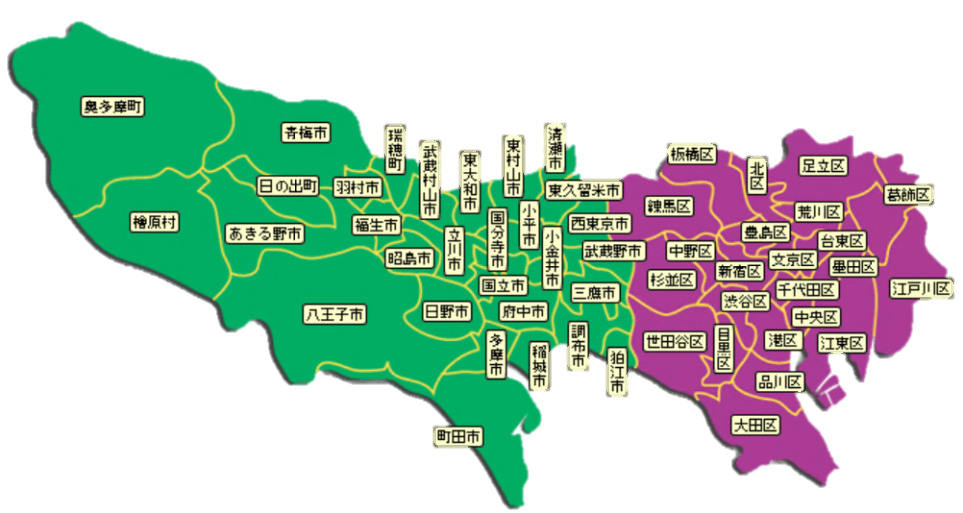 奥多摩町
青梅市
瑞穂町
武蔵村山市
東大和市
東村山市
清瀬市
檜原村
日の出町
羽村市
あきる野市
福生市
昭島市
立川市
国分寺市
小平市
小金井市
東久留米市
西東京市
武蔵野市
三鷹市
国立市
府中市
日野市
八王子市
多摩市
稲城市
調布市
狛江市
町田市
板橋区
北区
足立区
葛飾区
練馬区
荒川区
豊島区
台東区
中野区
文京区
墨田区
杉並区
新宿区
千代田区
江戸川区
渋谷区
中央区
世田谷区
目黒区
港区
江東区
品川区
大田区